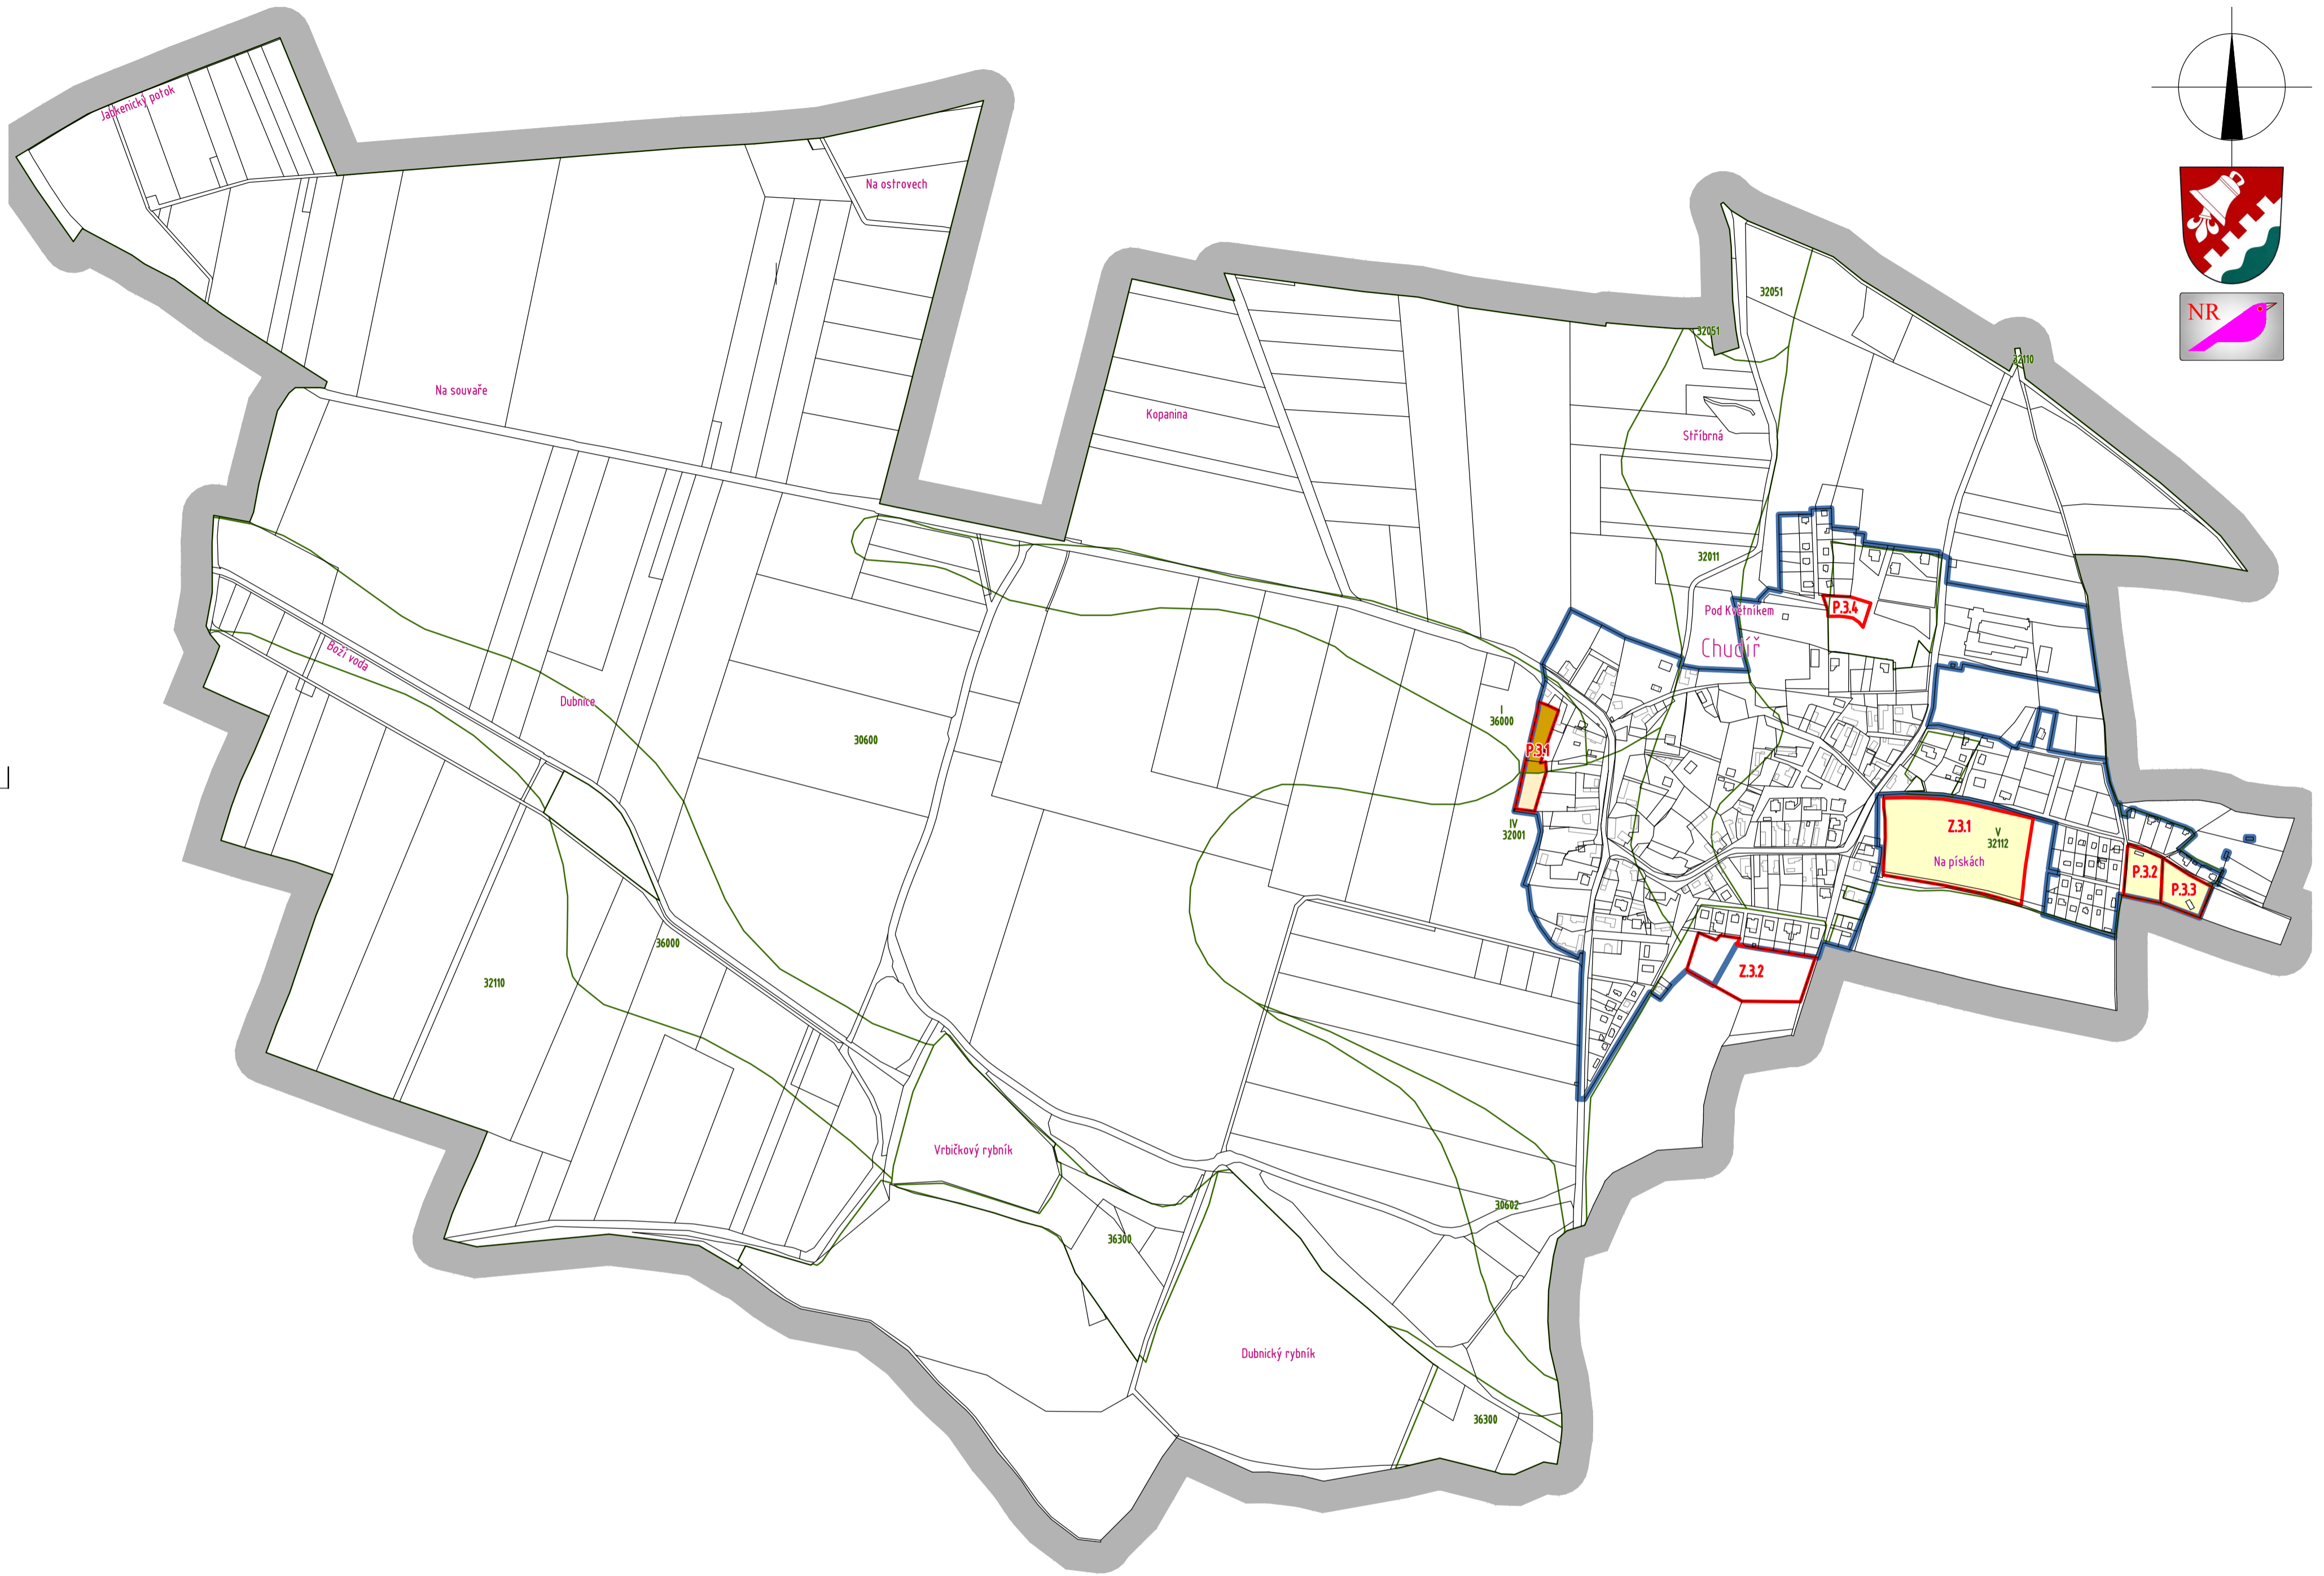 Jabkenický potok
Na ostrovech
NR
32051
32051
32110
Na souvaře
Kopanina
Stříbrná
32011
Pod Květníkem
P.3.4
Chudíř
Boží voda
Dubnice
I
36000
30600
P.3.1
IV
32001
Z.3.1
V
32112
Na pískách
P.3.2
P.3.3
36000
32110
Z.3.2
Vrbičkový rybník
30602
36300
Dubnický rybník
36300